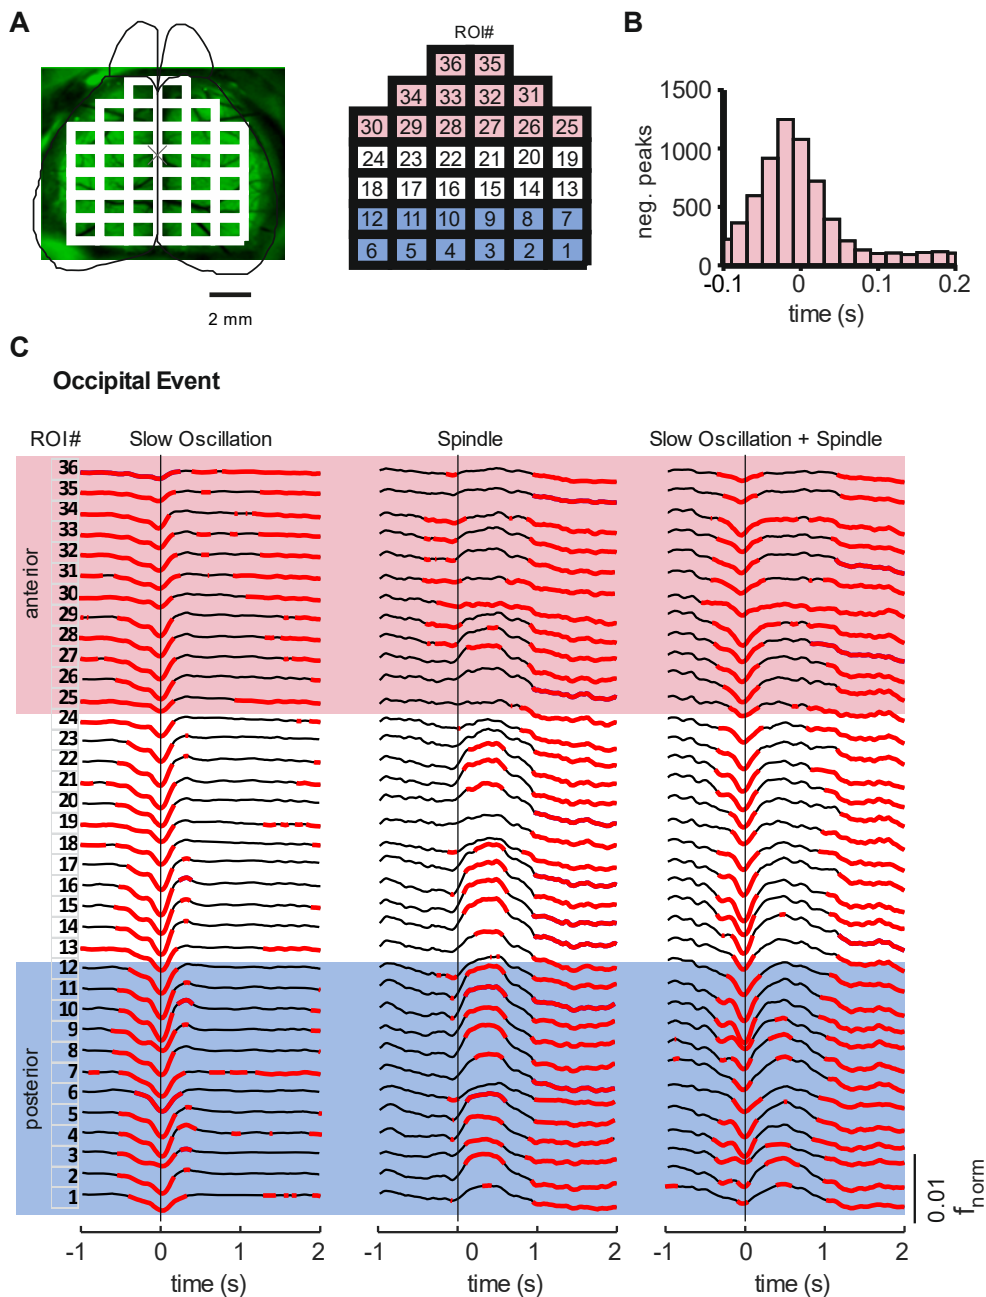 A
ROI#
36 35
34 33 32 31
30 29 28 27 26 25
24 23 22 21 20 19
18 17 16 15 14 13
12 11 10 9 8 7
6 5 4 3 2 1
2 mm
B
1500
1000
500
0
neg. peaks
-0.1 0 0.1 0.2
time (s)
C
Occipital Event
ROI# Slow Oscillation Spindle Slow Oscillation + Spindle
36
35
34
33
32
31
30
29
28
27
26
25
24
23
22
21
20
19
18
17
16
15
14
13
12
11
10
9
8
7
6
5
4
3
2
1
anterior
posterior
0.01
f norm
-1 0 1 2 -1 0 1 2 -1 0 1 2
time (s) time (s) time (s)